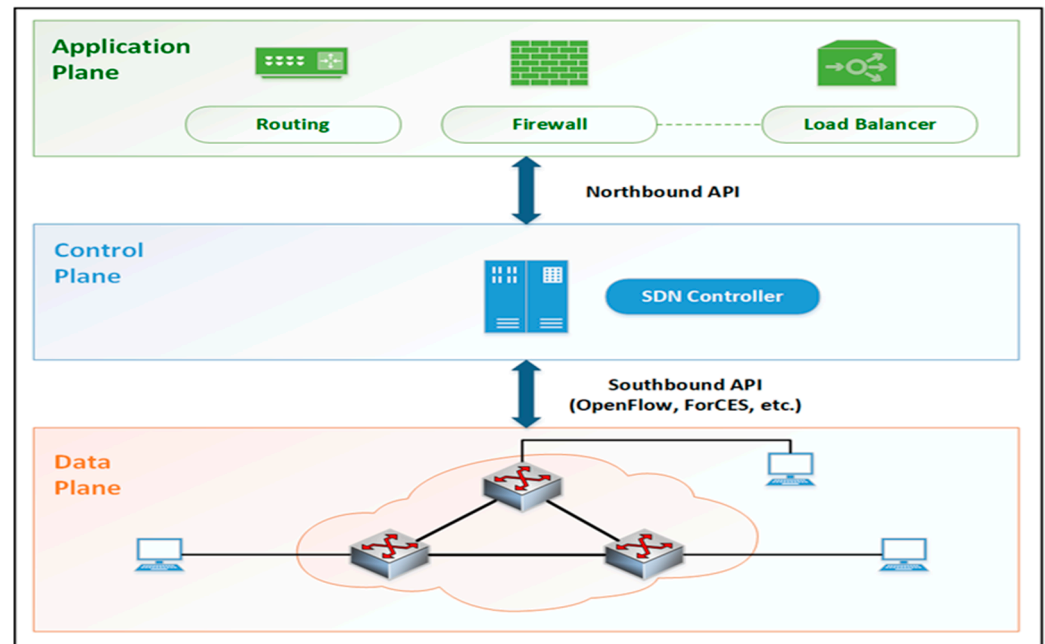 Application
Plane
Routing
Firewall
Load Balancer
Northbound API
Control
Plane
SDN Controller
Southbound API
(OpenFlow, ForCES, etc.)
Data
Plane